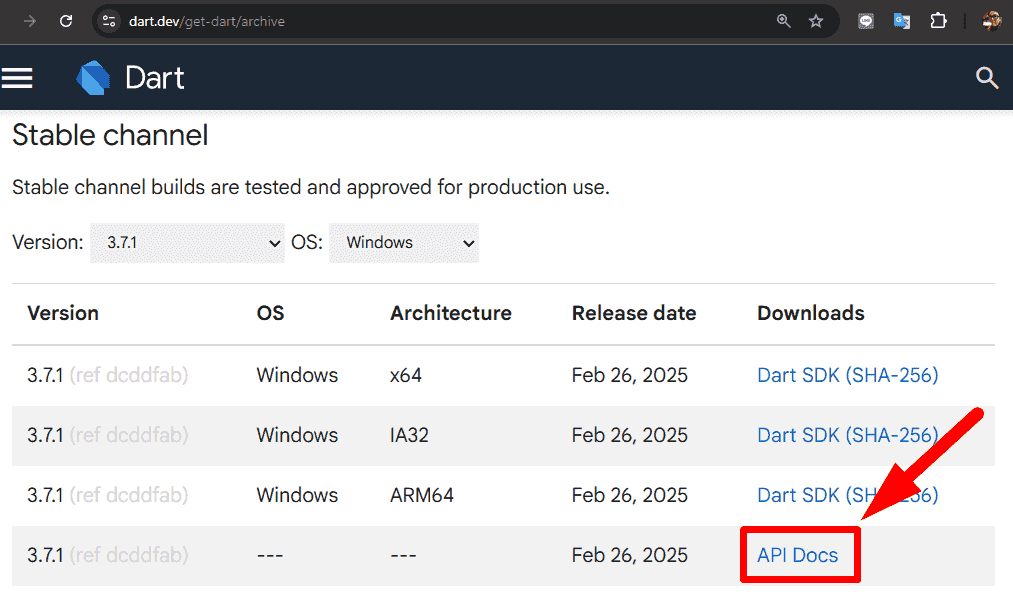 dart.dev/get-dart/archive
Dart
Stable channel
Stable channel builds are tested and approved for production use.
Version: 3.7.1 OS: Windows
Version OS Architecture Release date Downloads
3.7.1 (ref dcddfab) Windows x64 Feb 26, 2025 Dart SDK (SHA-256)
3.7.1 (ref dcddfab) Windows IA32 Feb 26, 2025 Dart SDK (SHA-256)
3.7.1 (ref dcddfab) Windows ARM64 Feb 26, 2025 Dart SDK (SHA-256)
3.7.1 (ref dcddfab) --- --- Feb 26, 2025 API Docs